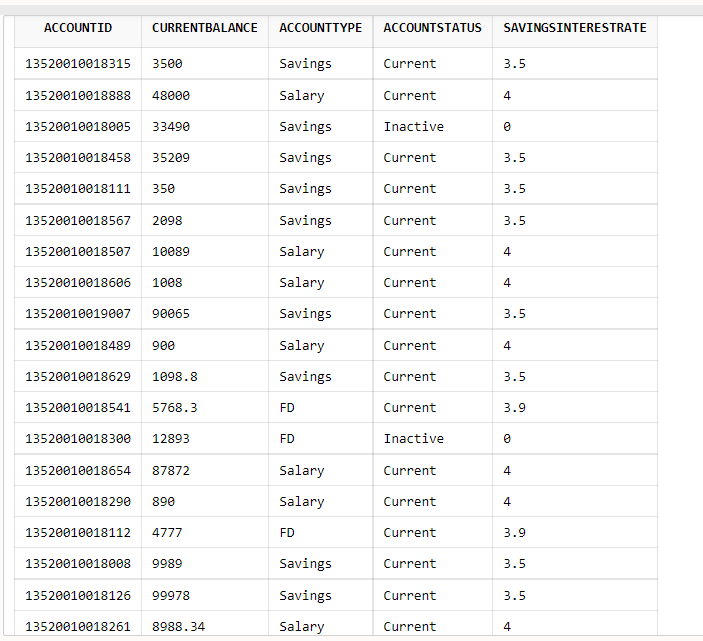 ACCOUNTID CURRENTBALANCE ACCOUNTTYPE ACCOUNTSTATUS SAVINGSINTERESTRATE
13520010018315 3500 Savings Current 3.5
13520010018888 48000 Salary Current 4
13520010018005 33490 Savings Inactive 0
13520010018458 35209 Savings Current 3.5
13520010018111 350 Savings Current 3.5
13520010018567 2098 Savings Current 3.5
13520010018507 10089 Salary Current 4
13520010018606 1008 Salary Current 4
13520010019007 90065 Savings Current 3.5
13520010018489 900 Salary Current 4
13520010018629 1098.8 Savings Current 3.5
13520010018541 5768.3 FD Current 3.9
13520010018300 12893 FD Inactive 0
13520010018654 87872 Salary Current 4
13520010018290 890 Salary Current 4
13520010018112 4777 FD Current 3.9
13520010018008 9989 Savings Current 3.5
13520010018126 99978 Savings Current 3.5
13520010018261 8988.34 Salary Current 4